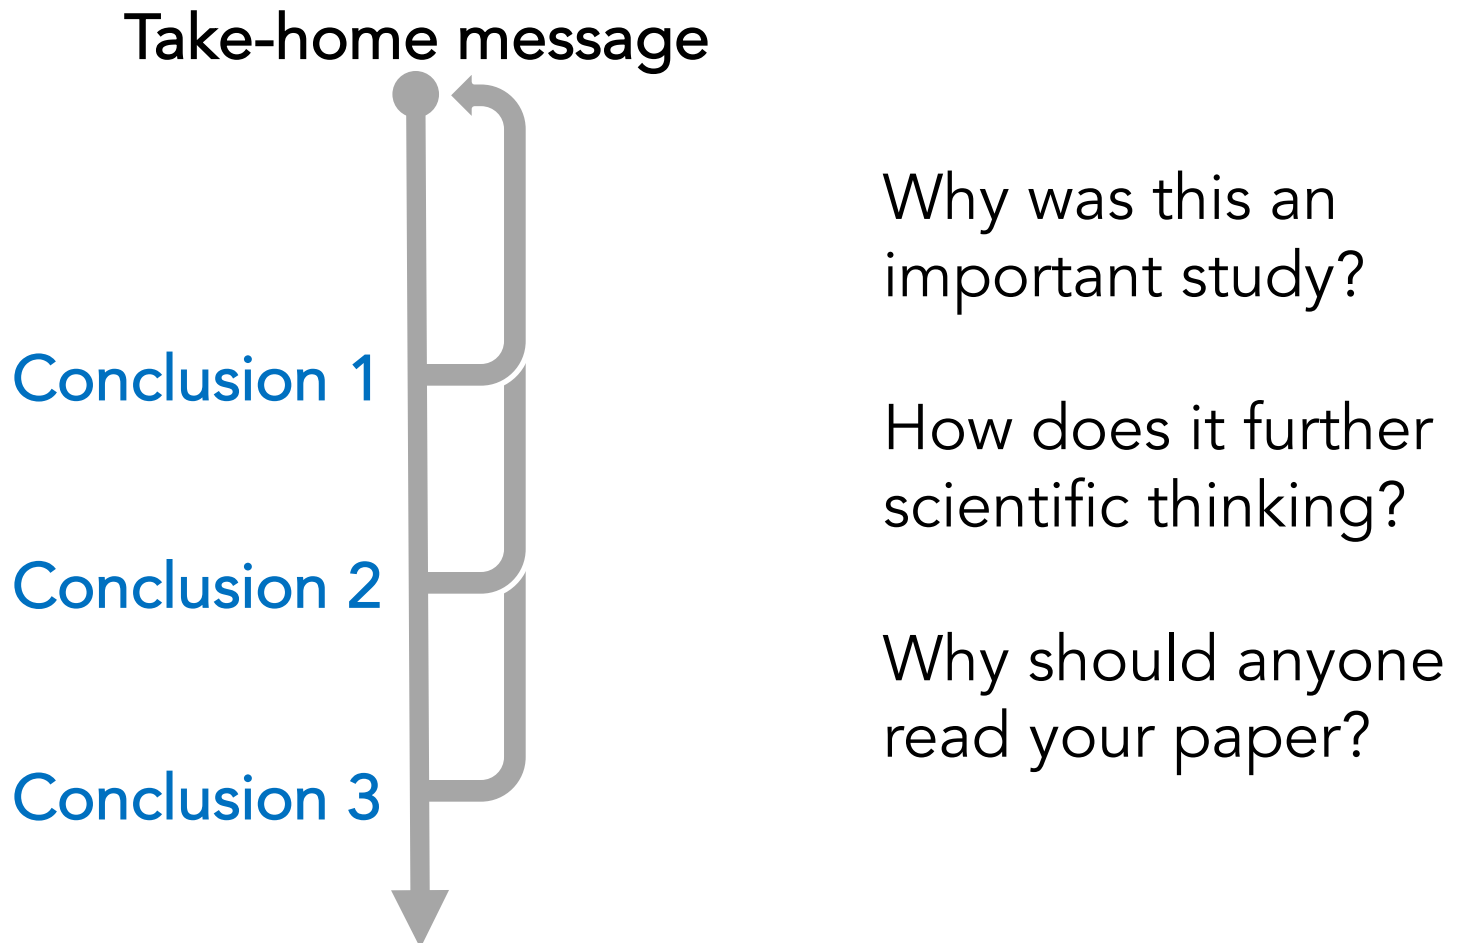 Take-home message
Conclusion 1
Conclusion 2
Conclusion 3
Why was this an
important study?
How does it further
scientific thinking?
Why should anyone
read your paper?